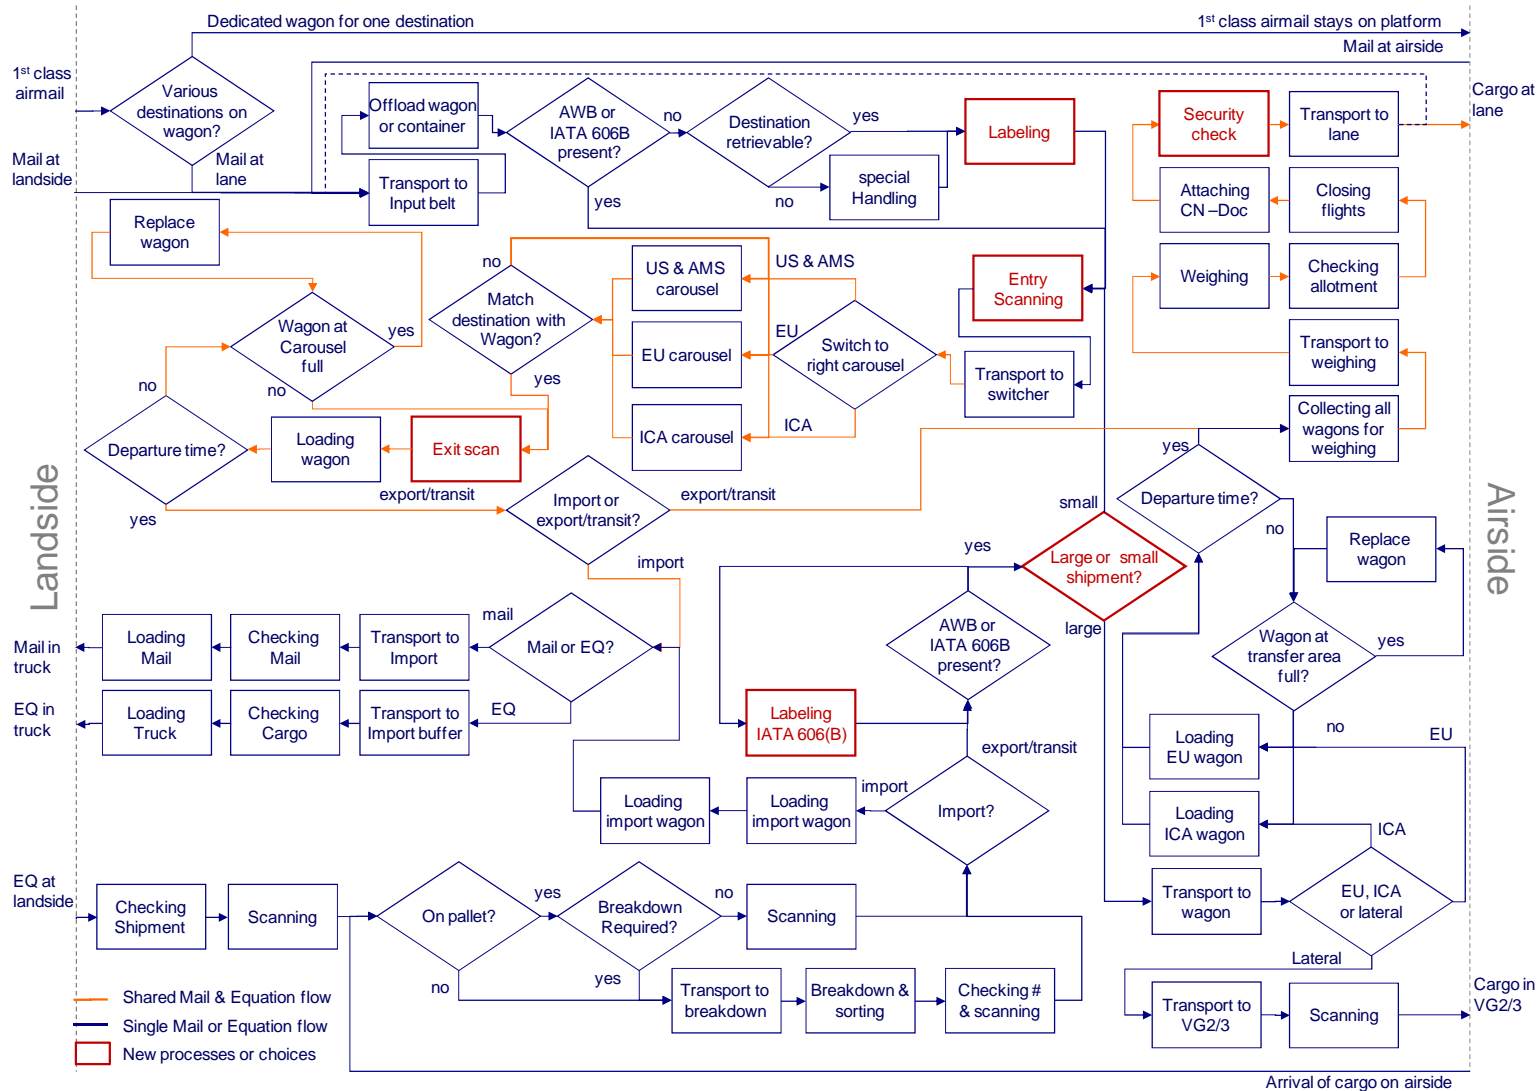 Dedicated wagon for one destination
1st class airmail stays on platform
Mail at airside
1st class
airmail
Various
destinations on
wagon?
Offload wagon
or container
AWB or
IATA 606B
present?
no
Destination
retrievable?
yes
Labeling
Security
check
Transport to
lane
Cargo at
lane
Mail at
landside
Mail at
lane
Transport to
Input belt
yes
no
special
Handling
Attaching
CN –Doc
Closing
flights
Replace
wagon
no
US & AMS
carousel
US & AMS
Entry
Scanning
Weighing
Checking
allotment
Match
destination with
Wagon?
Wagon at
Carousel
full
yes
EU carousel
EU
Switch to
right carousel
Transport to
switcher
Transport to
weighing
no
no
yes
ICA carousel
ICA
Collecting all
wagons for
weighing
Departure time?
Loading
wagon
Exit scan
yes
Landside
Airside
yes
export/transit
Import or
export/transit?
export/transit
small
Departure time?
no
Replace
wagon
import
yes
Large or small
shipment?
large
Mail in
truck
Loading
Mail
Checking
Mail
Transport to
Import
mail
Mail or EQ?
AWB or
IATA 606B
present?
Wagon at
transfer area
full?
yes
EQ in
truck
Loading
Truck
Checking
Cargo
Transport to
Import buffer
EQ
Labeling
IATA 606(B)
export/transit
Loading
EU wagon
no
EU
Loading
import wagon
Loading
import wagon
import
Import?
Loading
ICA wagon
ICA
EQ at
landside
Checking
Shipment
Scanning
On pallet?
yes
Breakdown
Required?
no
Scanning
Transport to
wagon
EU, ICA
or lateral
no
yes
Transport to
breakdown
Breakdown &
sorting
Checking #
& scanning
Lateral
Transport to
VG2/3
Scanning
Cargo in
VG2/3
Shared Mail & Equation flow
Single Mail or Equation flow
New processes or choices
Arrival of cargo on airside